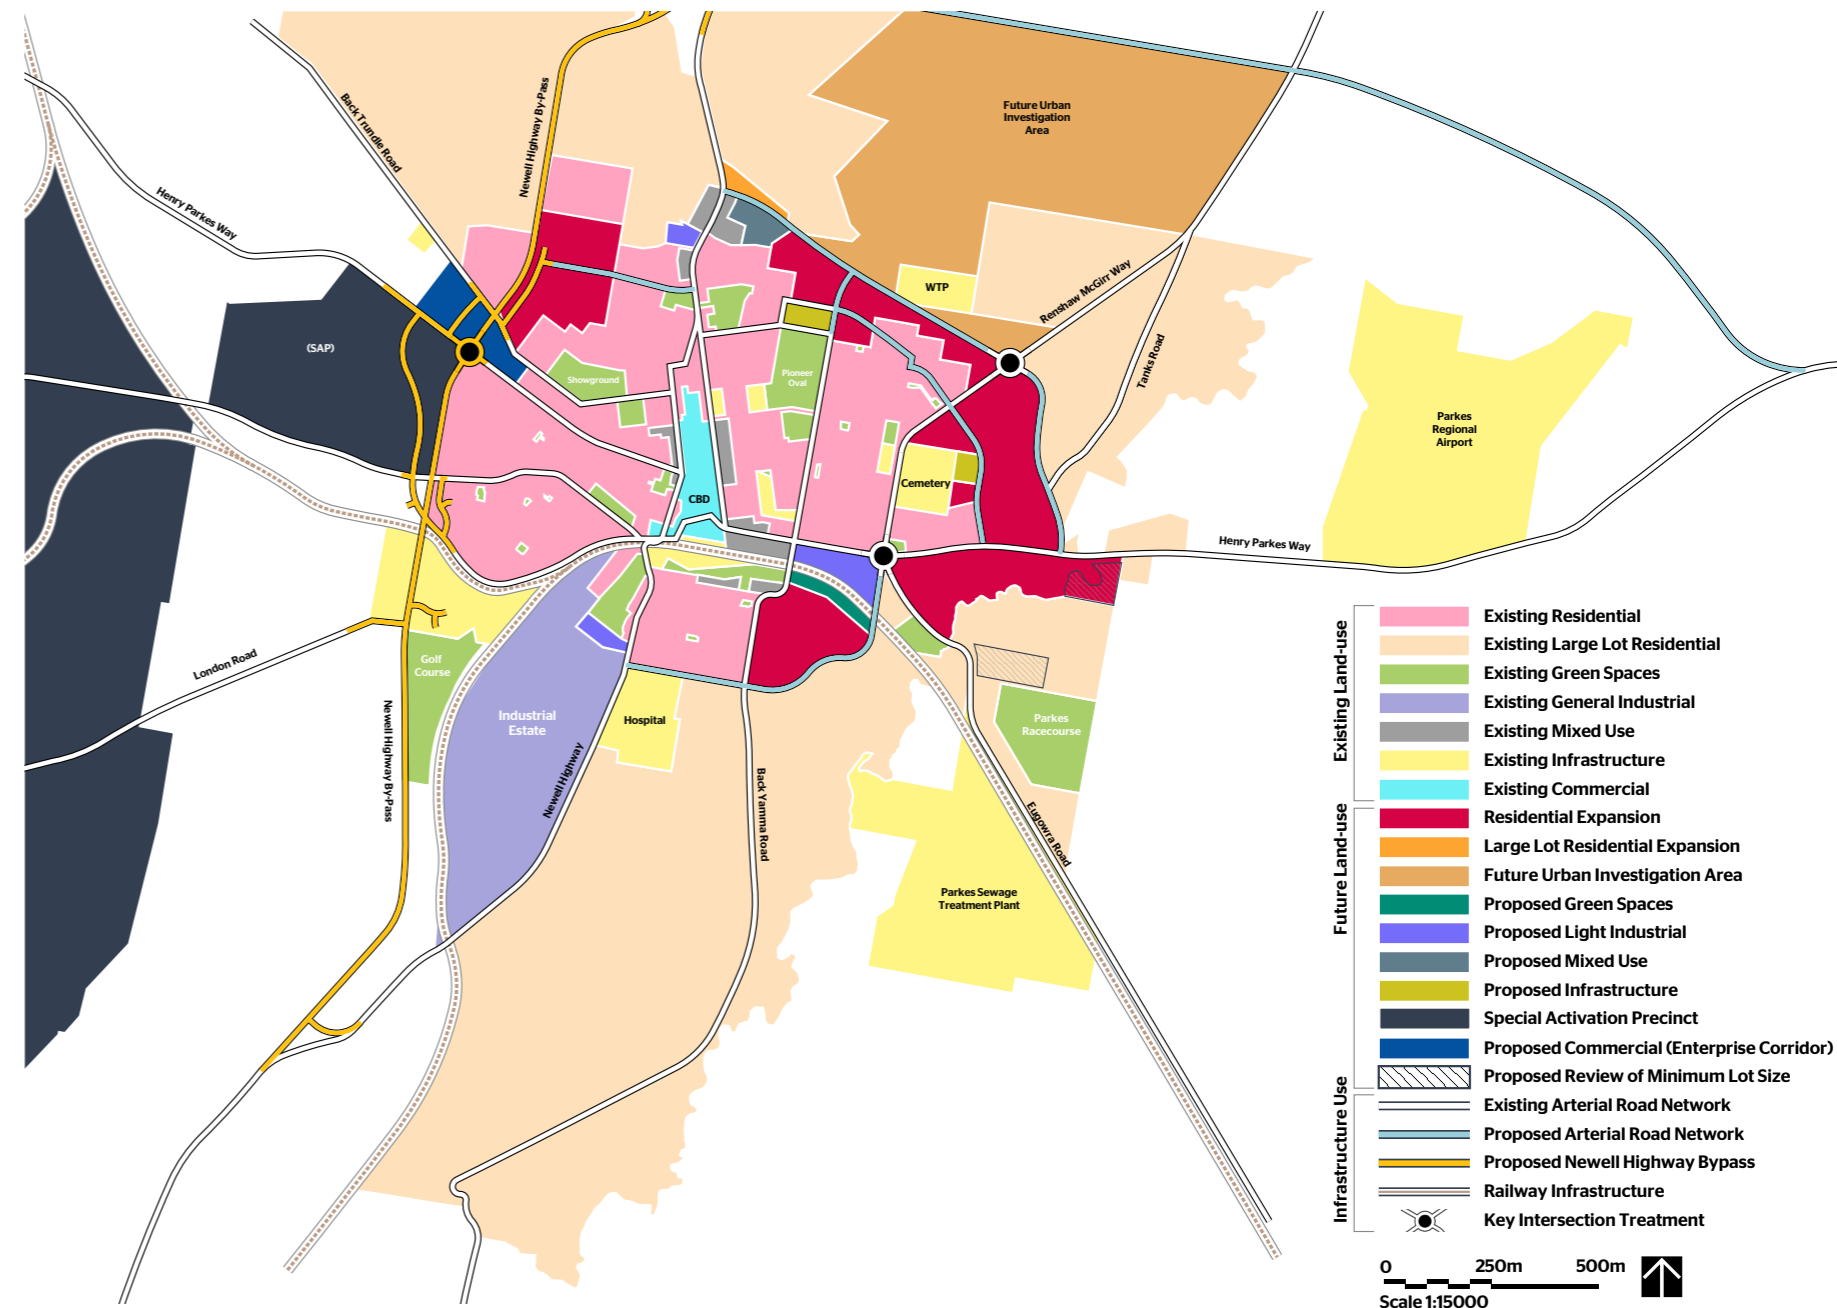 Future Urban
Investigation
Area
Back Trundle Road
Newell Highway By-Pass
Henry Parkes Way
WTP
Renshaw McGirr Way
(SAP)
Tanks Road
Showground
Pioneer
Oval
Parkes
Regional
Airport
CBD
Cemetery
Henry Parkes Way
London Road
Golf
Course
Newell Highway By-Pass
Industrial
Estate
Hospital
Newell Highway
Back Yamma Road
Parkes
Racecourse
Eugowra Road
Parkes Sewage
Treatment Plant
Existing Land-use
Existing Residential
Existing Large Lot Residential
Existing Green Spaces
Existing General Industrial
Existing Mixed Use
Existing Infrastructure
Existing Commercial
Future Land-use
Residential Expansion
Large Lot Residential Expansion
Future Urban Investigation Area
Proposed Green Spaces
Proposed Light Industrial
Proposed Mixed Use
Proposed Infrastructure
Special Activation Precinct
Proposed Commercial (Enterprise Corridor)
Proposed Review of Minimum Lot Size
Infrastructure Use
Existing Arterial Road Network
Proposed Arterial Road Network
Proposed Newell Highway Bypass
Railway Infrastructure
Key Intersection Treatment
0 250m 500m
Scale 1:15000